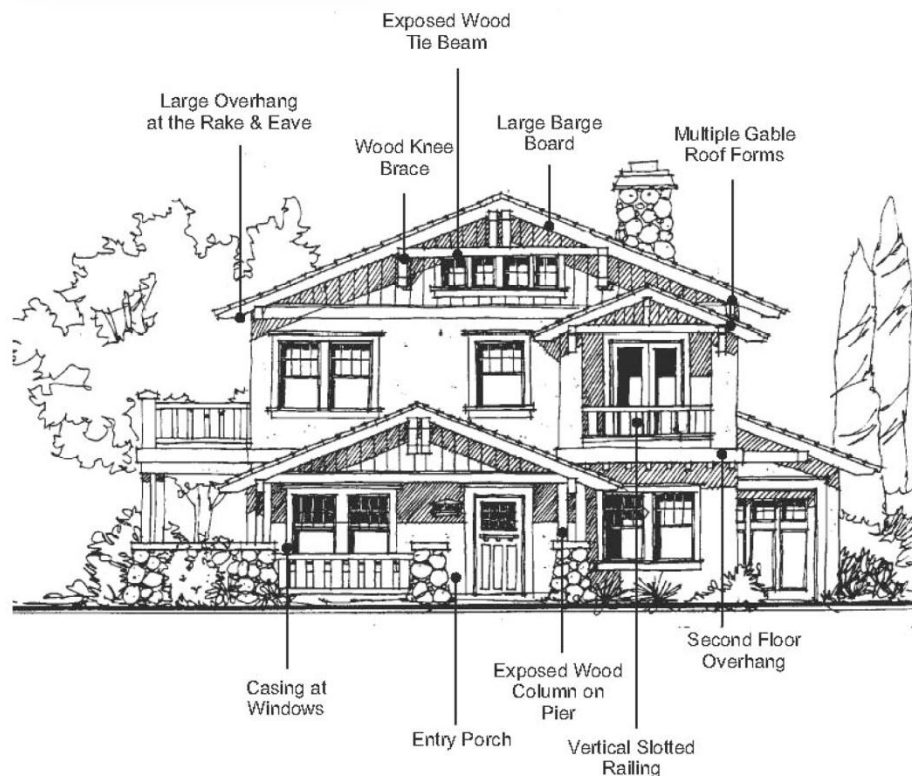 Exposed Wood
Tie Beam
Large Overhang
at the Rake & Eave
Wood Knee
Brace
Large Barge
Board
Multiple Gable
Roof Forms
Casing at
Windows
Entry Porch
Exposed Wood
Column on
Pier
Vertical Slotted
Railing
Second Floor
Overhang